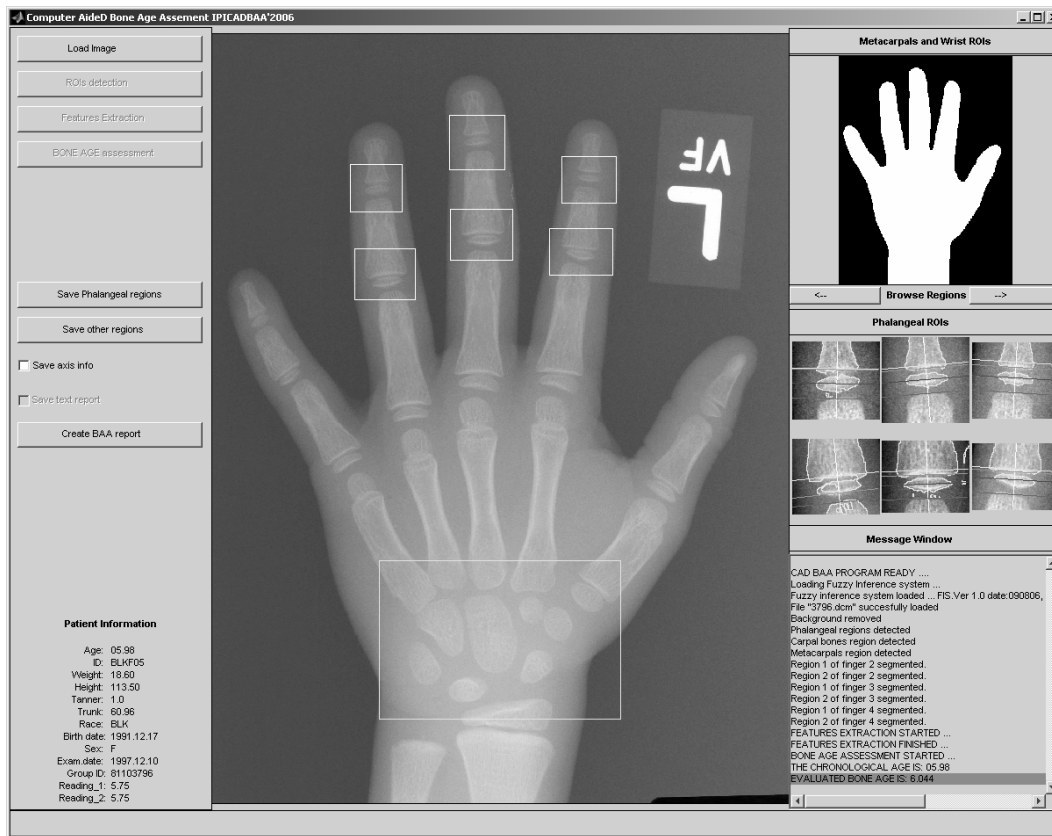 Computer AideD Bone Age Assement IPICADBAA'2006
Load Image
ROIs detection
Features Extraction
BONE AGE assessment
Save Phalangeal regions
Save other regions
Save axis info
Save text report
Create BAA report
Patient Information
Age: 05.98
ID: BLKF05
Weight: 18.60
Height: 113.50
Tanner: 1.0
Trunk: 60.96
Race: BLK
Birth date: 1991.12.17
Sex: F
Exam.date: 1997.12.10
Group ID: 81103796
Reading_1: 5.75
Reading_2: 5.75
VF
L
Metacarpals and Wrist ROIs
<-- Browse Regions -->
Phalangeal ROIs
Message Window
CAD BAA PROGRAM READY ....
Loading Fuzzy Inference system ...
Fuzzy inference system loaded ... FIS.Ver 1.0 date:090806,
File "3796.dcm" succesfully loaded
Background removed
Phalangeal regions detected
Carpal bones region detected
Metacarpals region detected
Region 1 of finger 2 segmented.
Region 2 of finger 2 segmented.
Region 1 of finger 3 segmented.
Region 2 of finger 3 segmented.
Region 1 of finger 4 segmented.
Region 2 of finger 4 segmented.
FEATURES EXTRACTION STARTED ...
FEATURES EXTRACTION FINISHED ...
BONE AGE ASSESSMENT STARTED ...
THE CHRONOLOGICAL AGE IS: 05.98
EVALUATED BONE AGE IS: 6.044